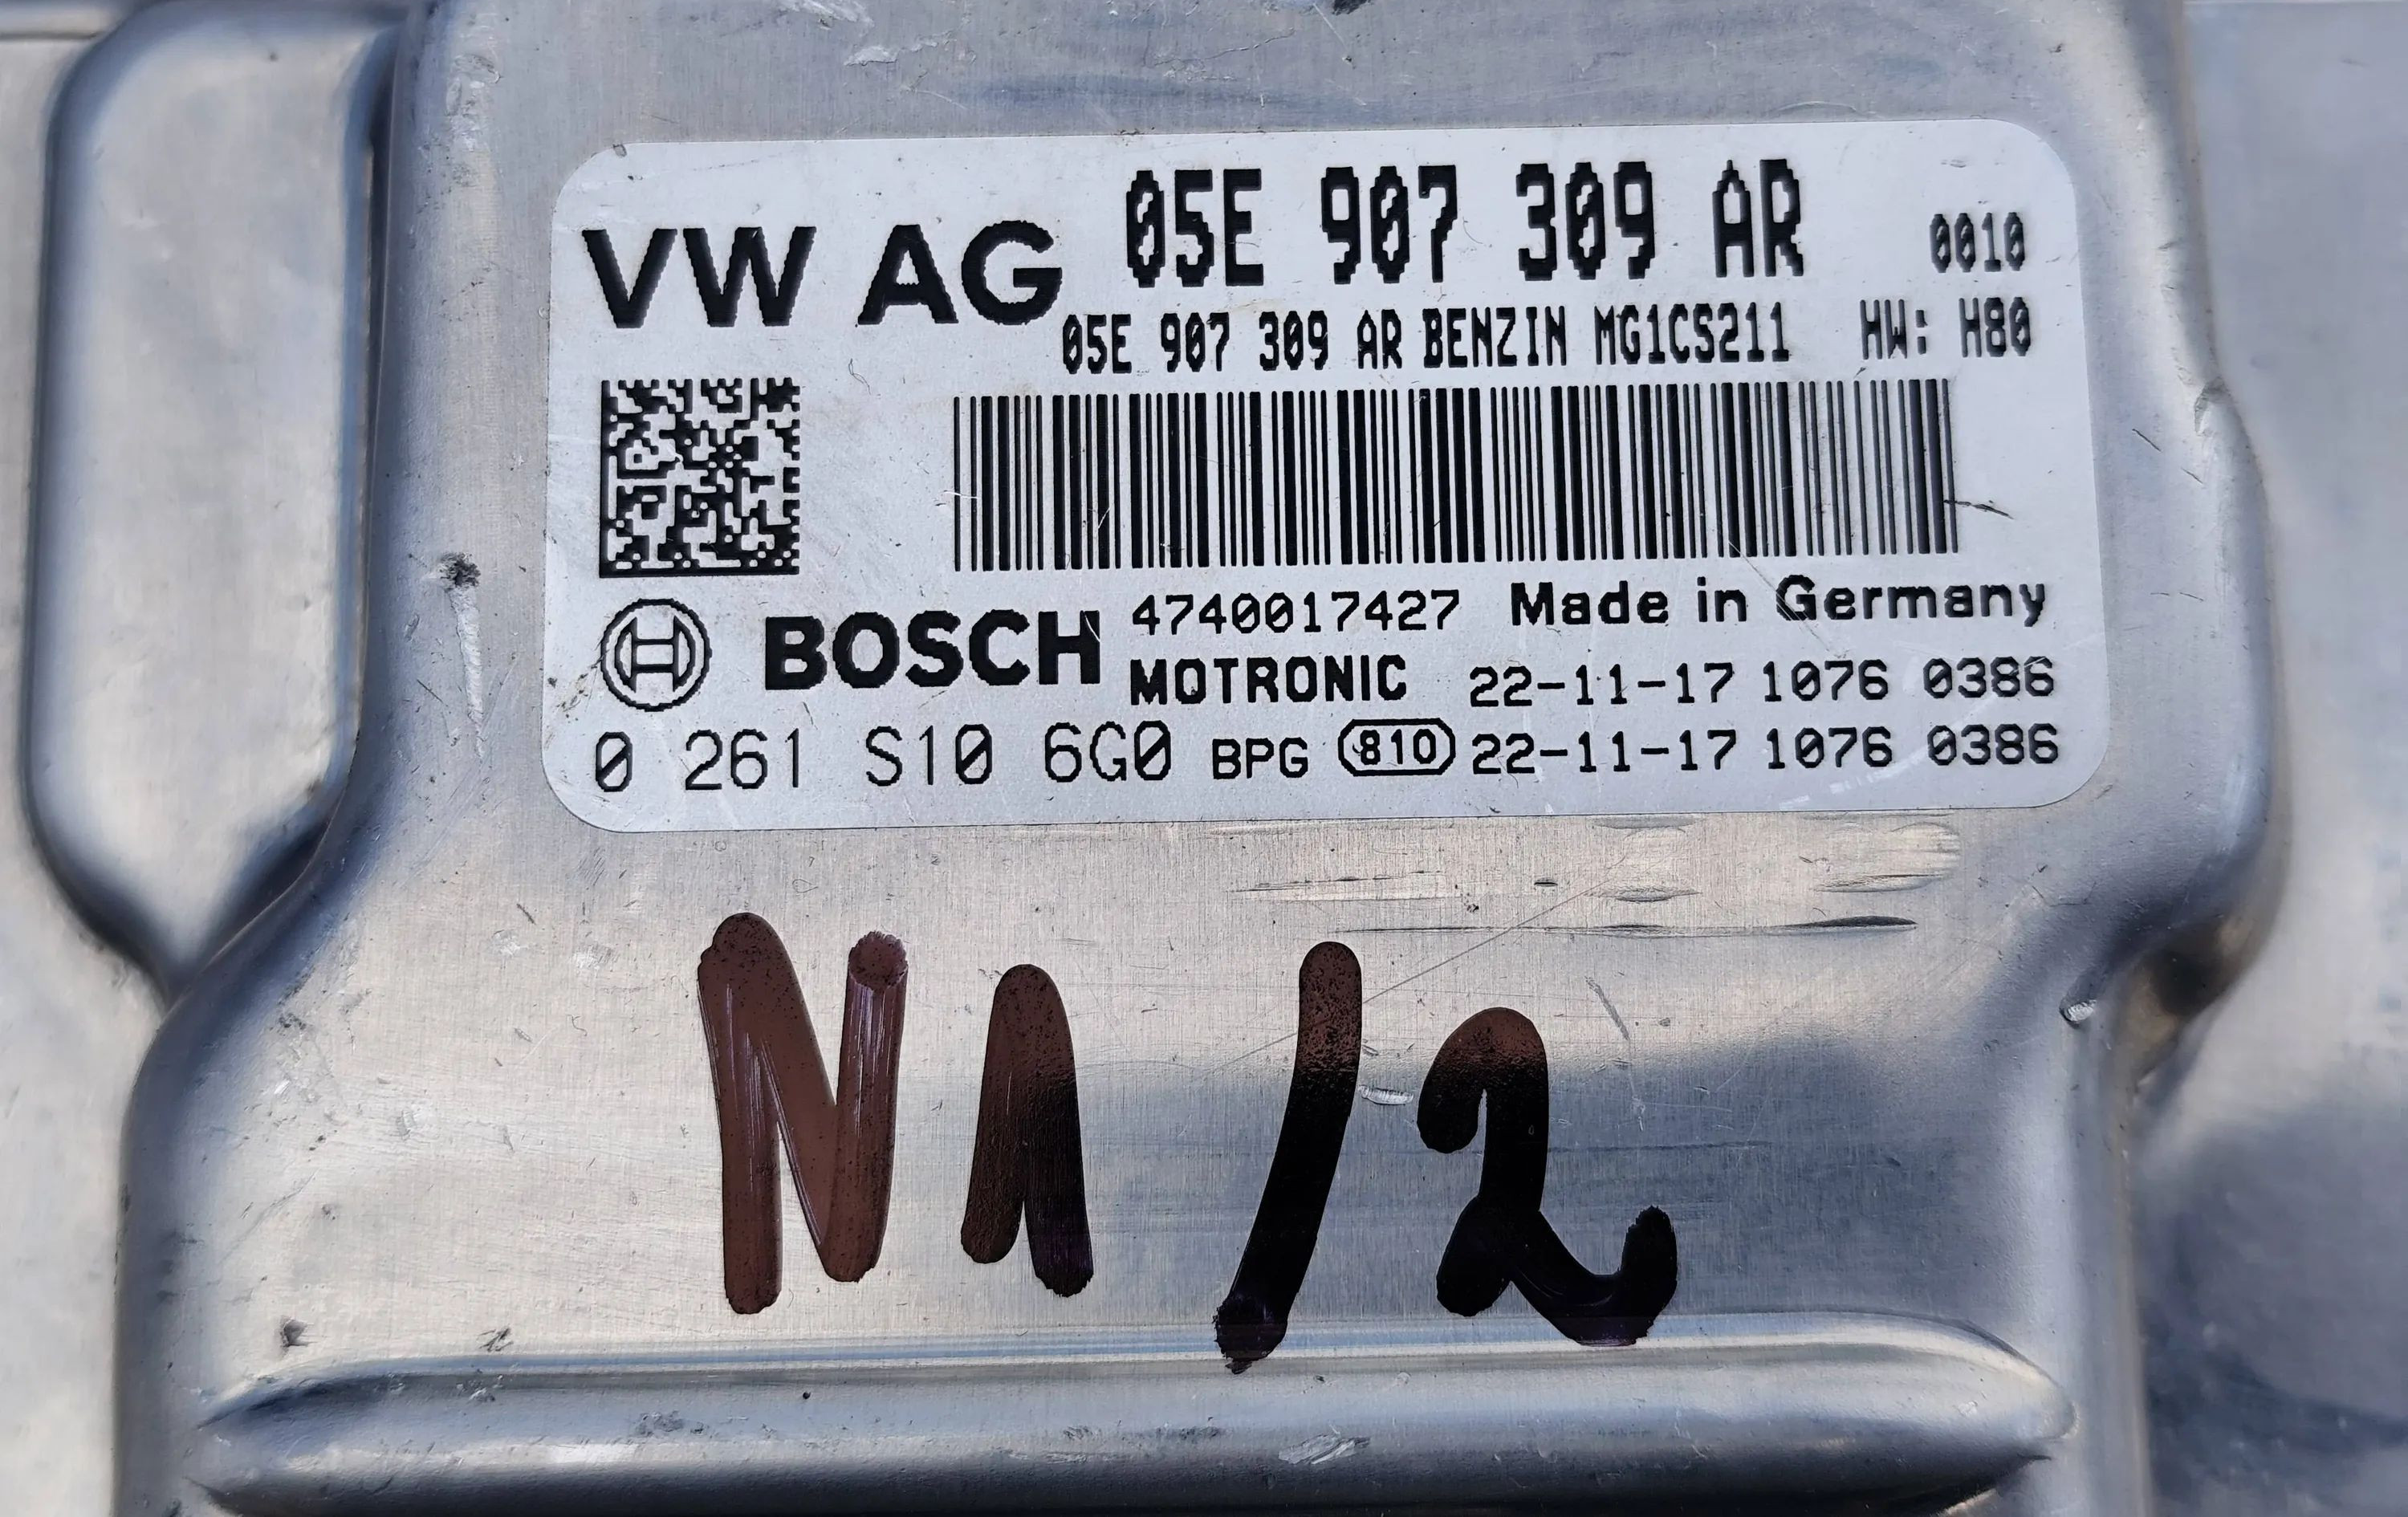 VW AG 05E 907 309 AR 0010
05E 907 309 AR BENZIN MG1CS211 HW: H80
BOSCH 4740017427 Made in Germany
MOTRONIC 22-11-17 1076 0386
0 261 S10 6G0 BPG 810 22-11-17 1076 0386
N1/2